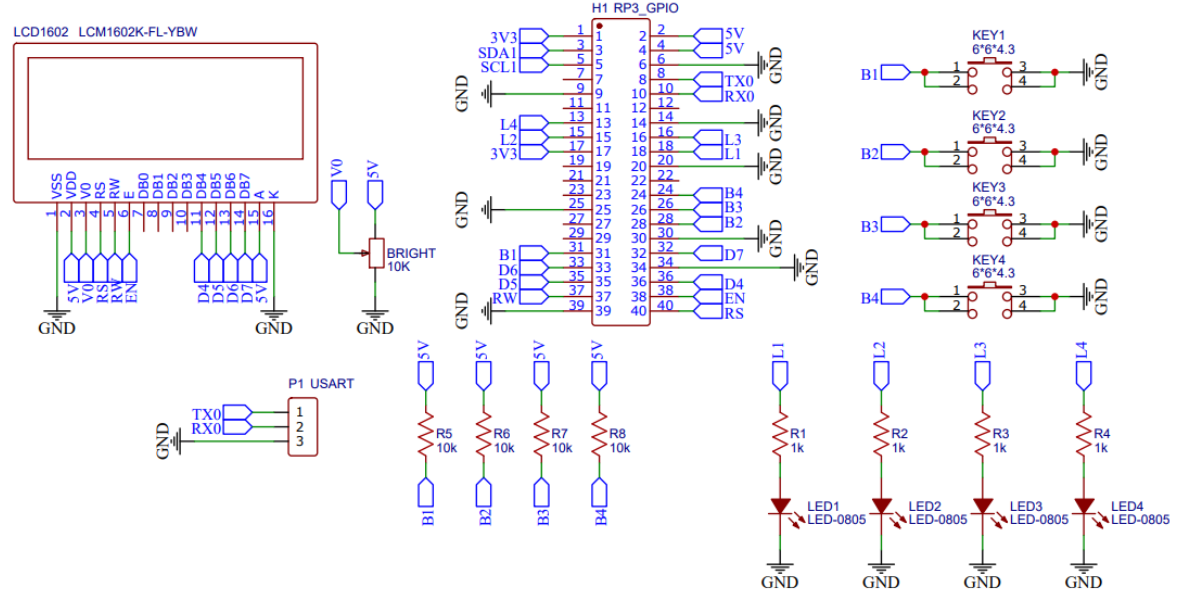 LCD1602 LCM1602K-FL-YBW
VSS VDD V0 RS RW E DB0 DB1 DB2 DB3 DB4 DB5 DB6 DB7 A K
1 2 3 4 5 6 7 8 9 10 11 12 13 14 15 16
5V V0 RS RW EN D4 D5 D6 D7 5V
GND GND
V0 5V
BRIGHT
10K
GND
H1 RP3_GPIO
3V3 1 1 2 2 5V
SDA1 3 3 4 4 5V
SCL1 5 5 6 6 GND
7 7 8 8 TX0
GND 9 9 10 10 RX0
11 11 12 12
L4 13 13 14 14 GND
L2 15 15 16 16 L3
3V3 17 17 18 18 L1
19 19 20 20 GND
21 21 22 22
23 23 24 24 B4
GND 25 25 26 26 B3
27 27 28 28 B2
29 29 30 30 GND
B1 31 31 32 32 D7
D6 33 33 34 34 GND
D5 35 35 36 36 D4
RW 37 37 38 38 EN
GND 39 39 40 40 RS
KEY1
6*6*4.3
B1 1 2 3 4 GND
KEY2
6*6*4.3
B2 1 2 3 4 GND
KEY3
6*6*4.3
B3 1 2 3 4 GND
KEY4
6*6*4.3
B4 1 2 3 4 GND
P1 USART
TX0 1
RX0 2
GND 3
5V 5V 5V 5V
R5 R6 R7 R8
10k 10k 10k 10k
B1 B2 B3 B4
L1 L2 L3 L4
R1 R2 R3 R4
1k 1k 1k 1k
LED1 LED2 LED3 LED4
LED-0805 LED-0805 LED-0805 LED-0805
GND GND GND GND